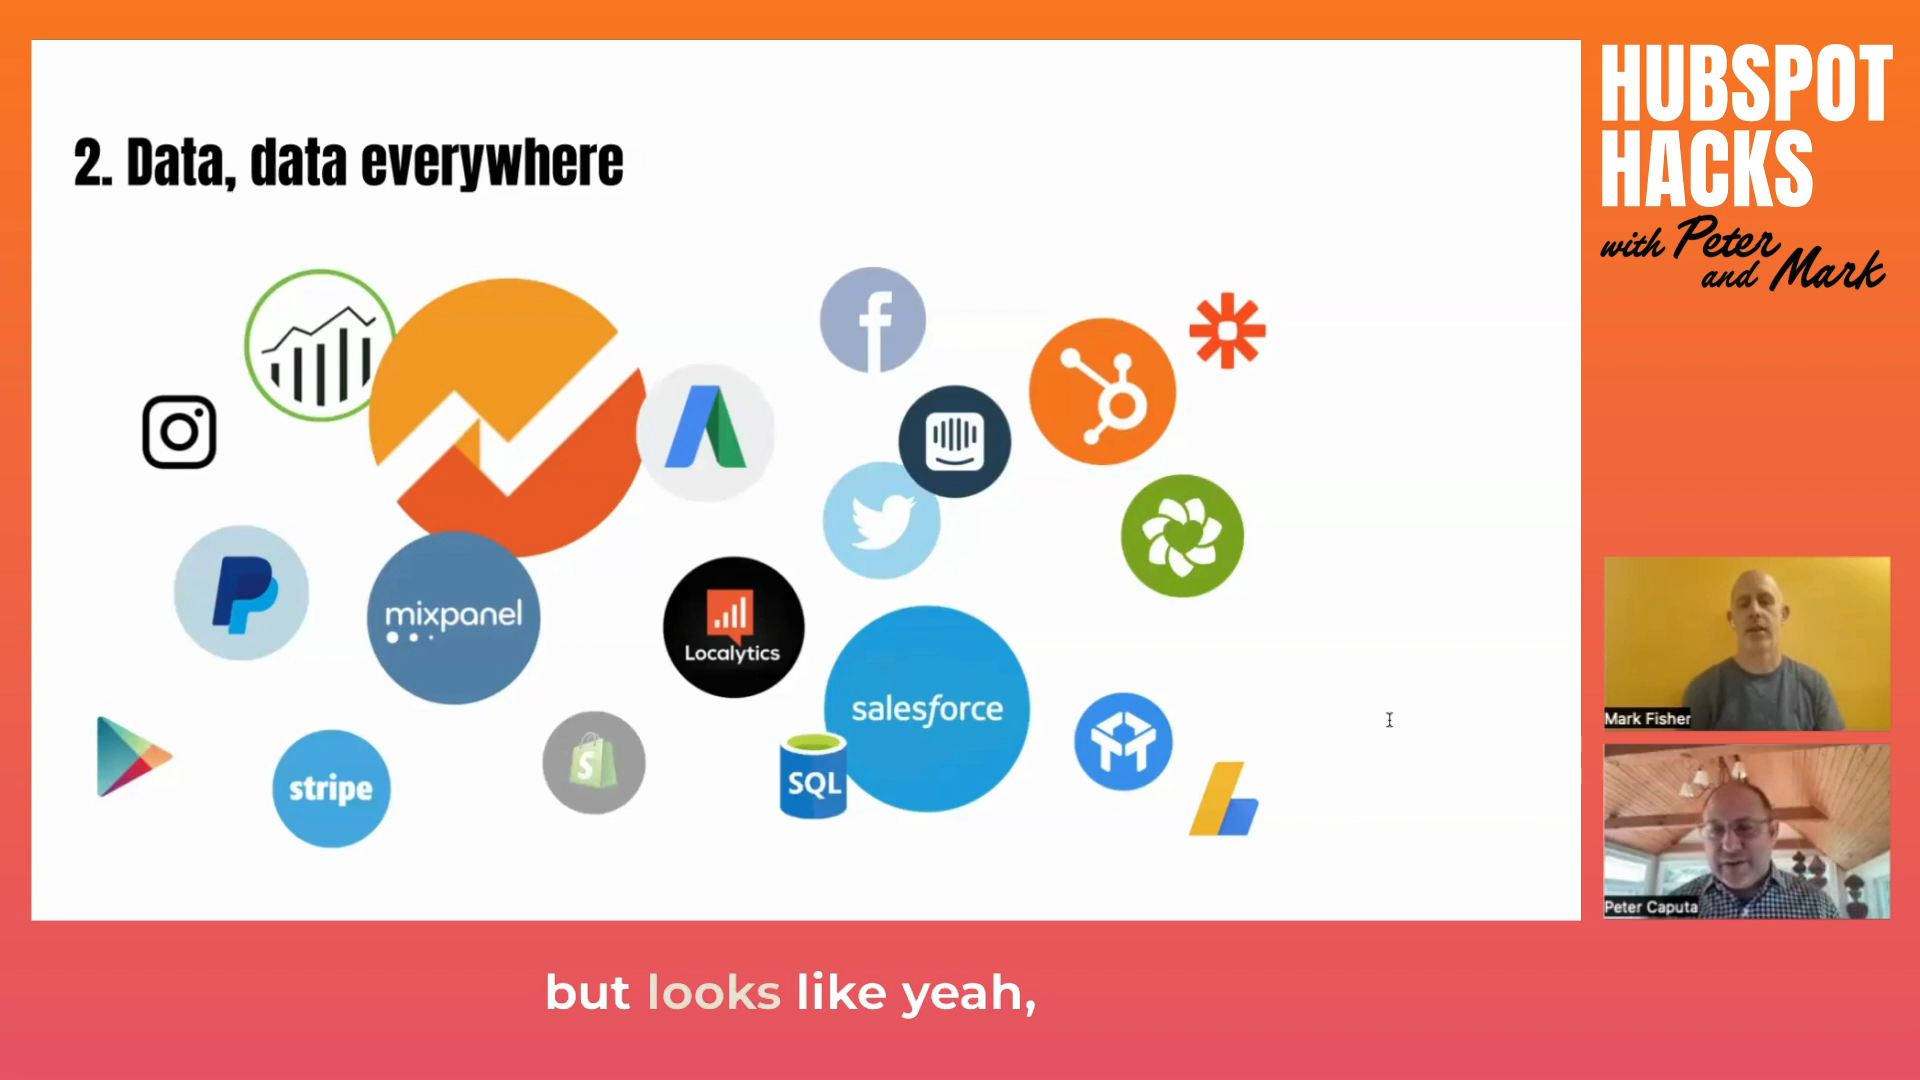 HUBSPOT
HACKS
with Peter
and Mark
2. Data, data everywhere
mixpanel
Localytics
salesforce
SQL
stripe
S
Mark Fisher
Peter Caputa
but looks like yeah,